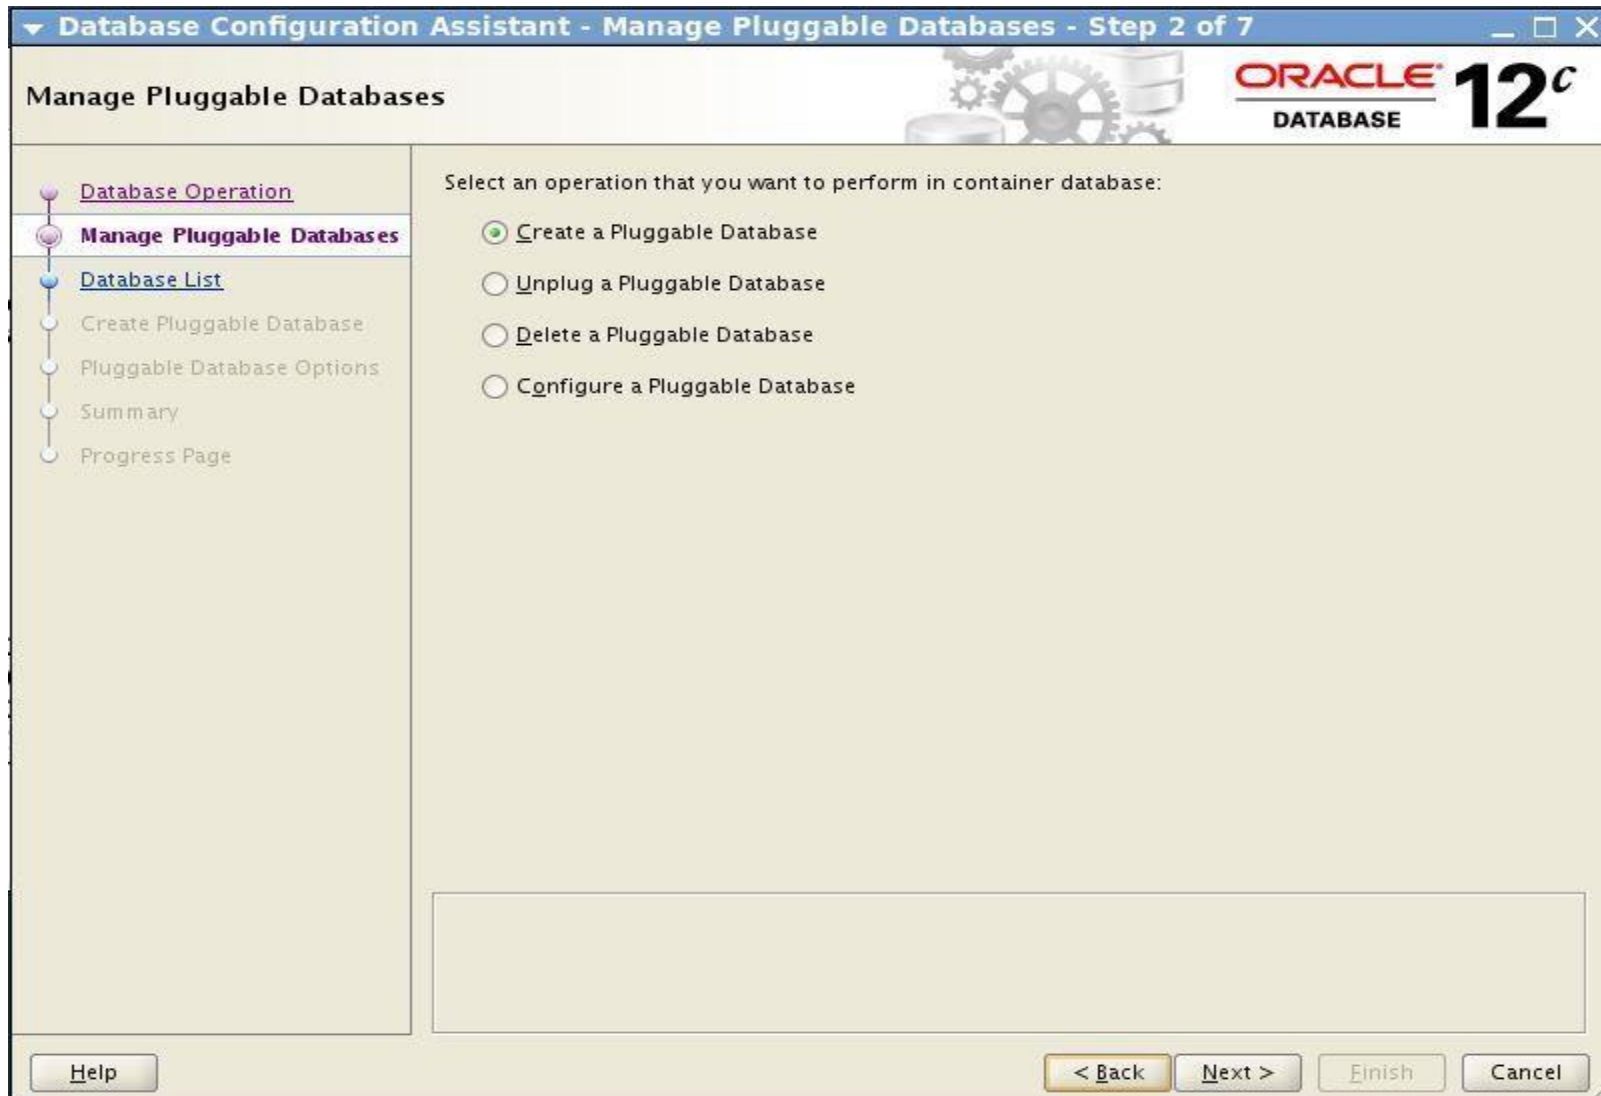 Database Configuration Assistant - Manage Pluggable Databases - Step 2 of 7
Manage Pluggable Databases
ORACLE DATABASE 12c
Database Operation
Manage Pluggable Databases
Database List
Create Pluggable Database
Pluggable Database Options
Summary
Progress Page
Select an operation that you want to perform in container database:
Create a Pluggable Database
Unplug a Pluggable Database
Delete a Pluggable Database
Configure a Pluggable Database
Help
< Back
Next >
Finish
Cancel